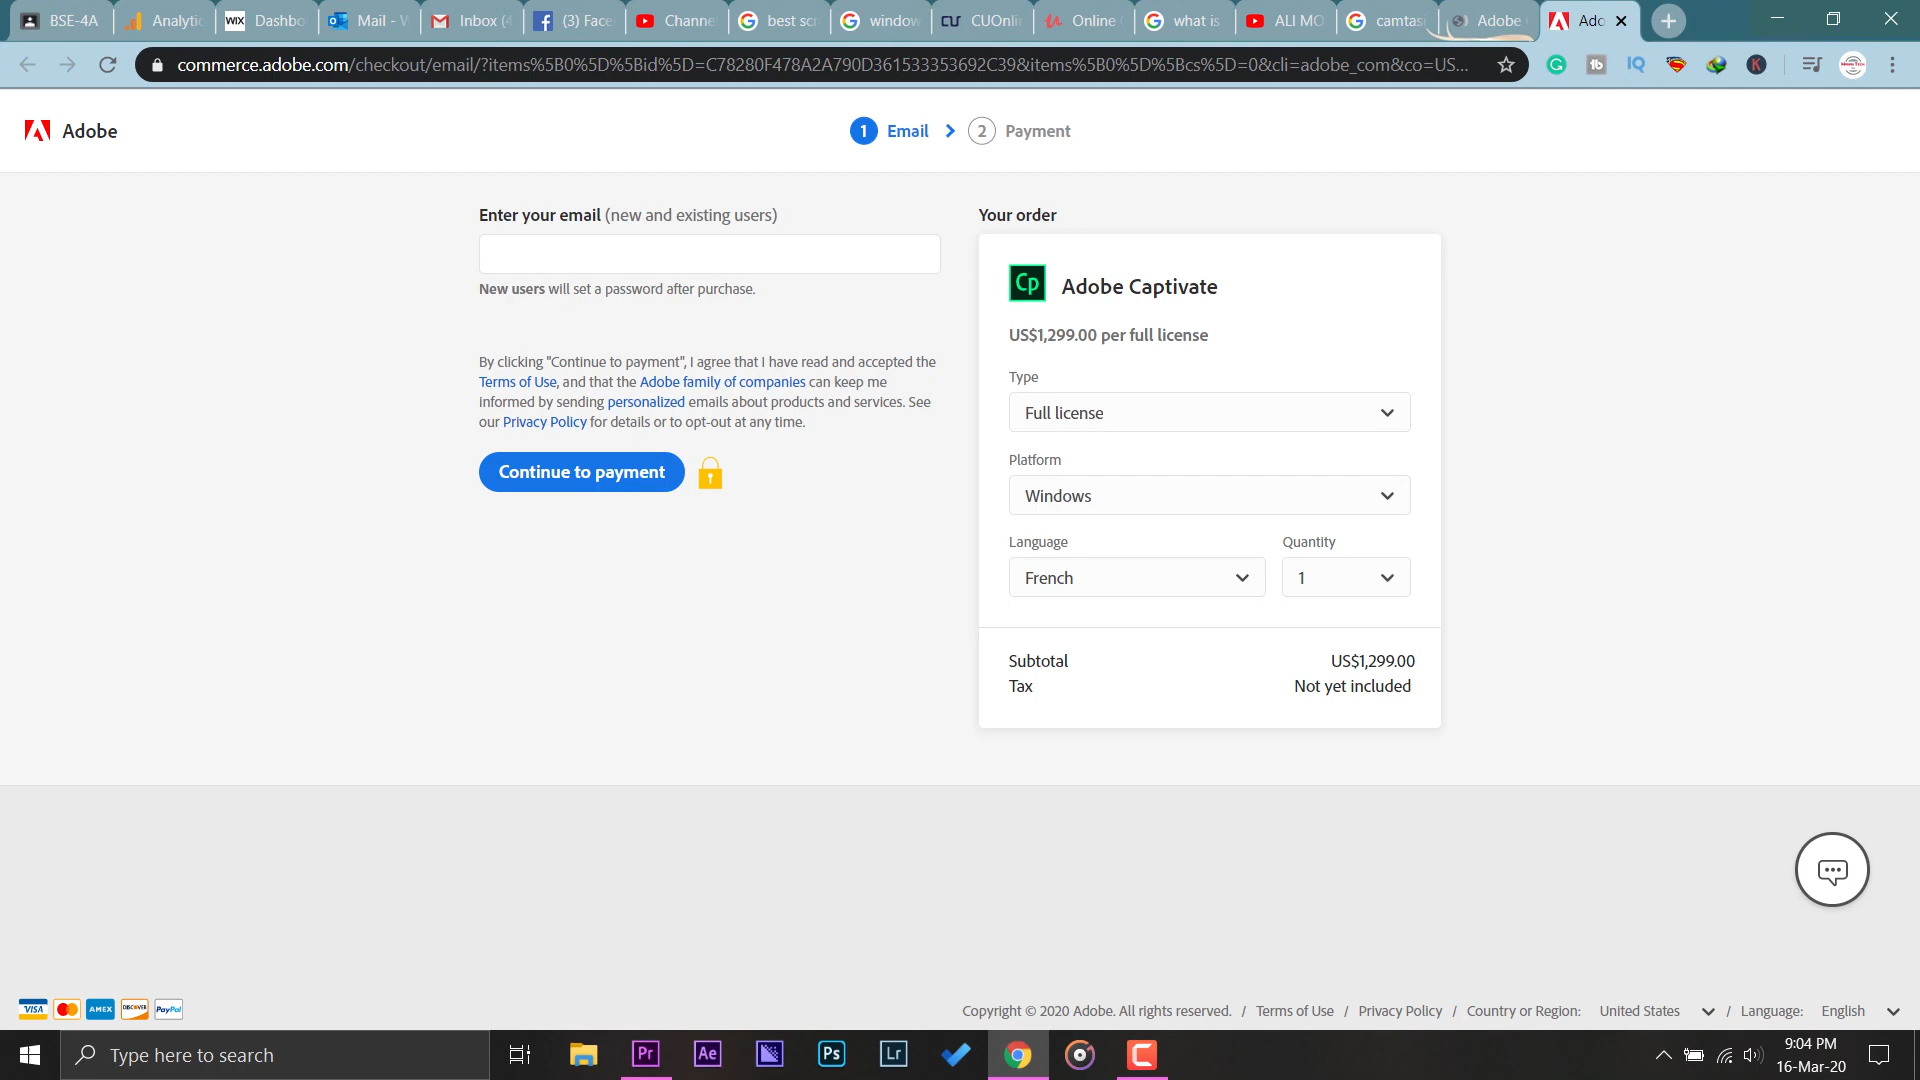 BSE-4A
Analytic
WIX Dashbo
Mail - V
Inbox (4
(3) Face
Channe
best scr
window
CUOnli
Online
what is
ALI MO
camtas
Adobe
Adc
commerce.adobe.com/checkout/email/?items%5B0%5D%5Bid%5D=C78280F478A2A790D361533353692C39&items%5B0%5D%5Bcs%5D=0&cli=adobe_com&co=US...
Adobe
1 Email
2 Payment
Enter your email (new and existing users)
New users will set a password after purchase.
By clicking "Continue to payment", I agree that I have read and accepted the
Terms of Use, and that the Adobe family of companies can keep me
informed by sending personalized emails about products and services. See
our Privacy Policy for details or to opt-out at any time.
Continue to payment
Your order
Cp Adobe Captivate
US$1,299.00 per full license
Type
Full license
Platform
Windows
Language
Quantity
French
1
Subtotal US$1,299.00
Tax Not yet included
VISA
AMEX
DISCOVER
PayPal
Copyright © 2020 Adobe. All rights reserved. / Terms of Use / Privacy Policy / Country or Region: United States / Language: English
Type here to search
Pr
Ae
Ps
Lr
9:04 PM
16-Mar-20